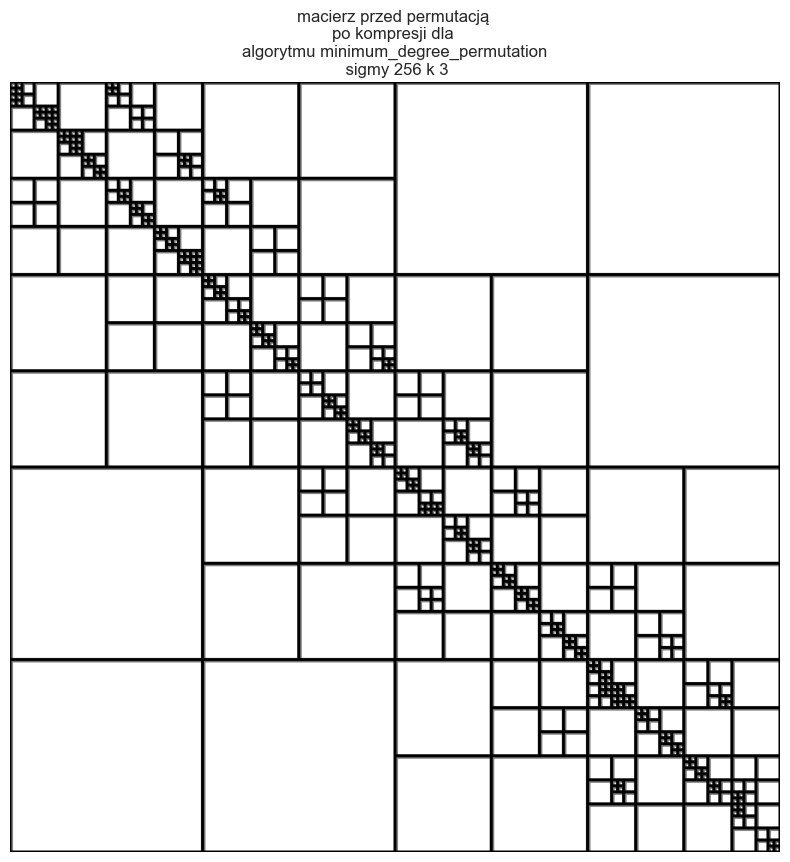 macierz przed permutacją
po kompresji dla
algorytmu minimum_degree_permutation
sigmy 256 k 3